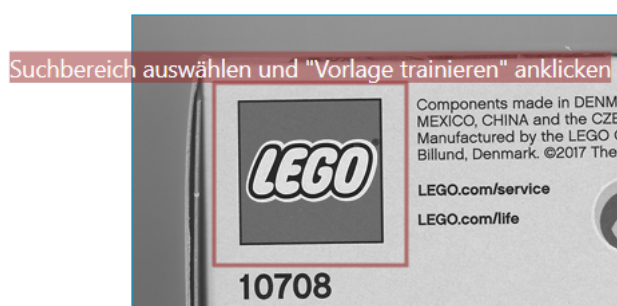 Suchbereich auswählen und "Vorlage trainieren" anklicken
Components made in DENM
MEXICO, CHINA and the CZE
Manufactured by the LEGO
Billund, Denmark. ©2017 The
LEGO
LEGO.com/service
LEGO.com/life
10708